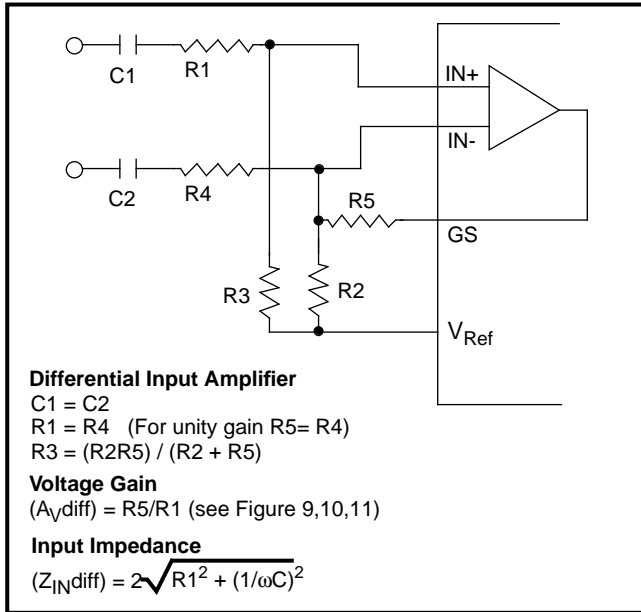 C1
R1
IN+
IN-
C2
R4
R5
GS
R3
R2
VRef
Differential Input Amplifier
C1 = C2
R1 = R4 (For unity gain R5= R4)
R3 = (R2R5) / (R2 + R5)
Voltage Gain
(AVdiff) = R5/R1 (see Figure 9,10,11)
Input Impedance
(ZINdiff) = 2√R1² + (1/ωC)²